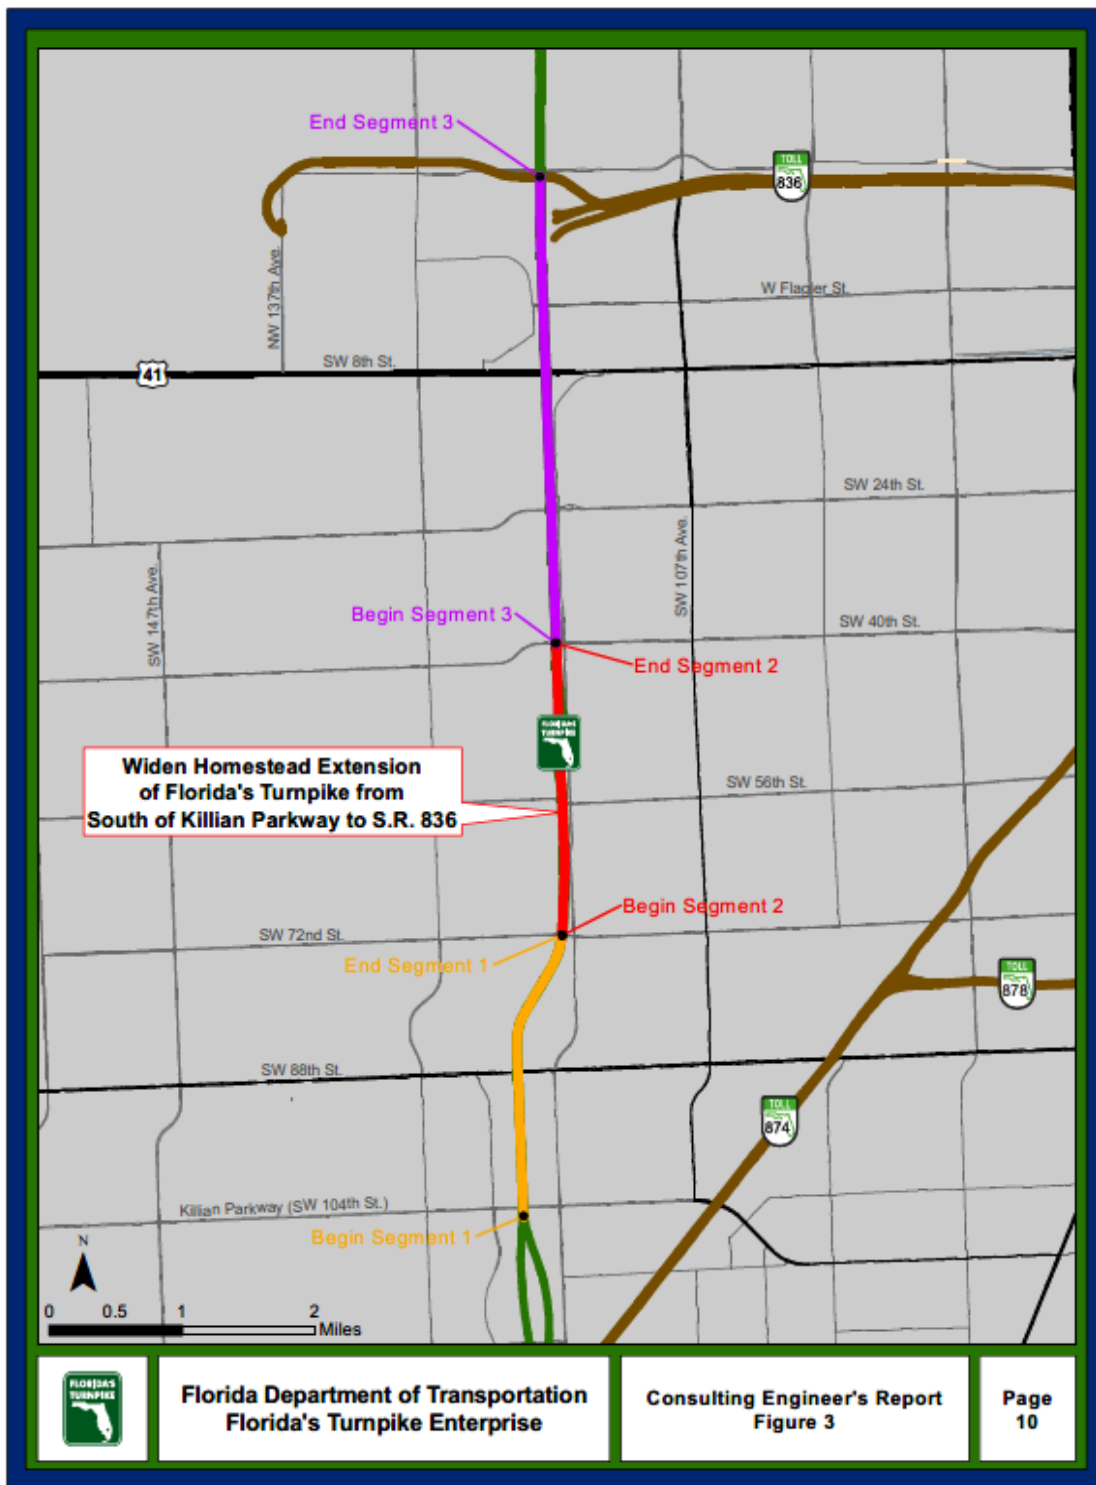 End Segment 3
TOLL
836
NW 137th Ave.
W Flagler St.
SW 8th St.
41
SW 24th St.
SW 107th Ave.
SW 147th Ave.
Begin Segment 3
SW 40th St.
End Segment 2
FLORIDA'S
TURNPIKE
Widen Homestead Extension
of Florida's Turnpike from
South of Killian Parkway to S.R. 836
SW 56th St.
Begin Segment 2
SW 72nd St.
End Segment 1
TOLL
878
SW 88th St.
TOLL
874
Killian Parkway (SW 104th St.)
Begin Segment 1
N
0 0.5 1 2
Miles
FLORIDA'S
TURNPIKE
Florida Department of Transportation
Florida's Turnpike Enterprise
Consulting Engineer's Report
Figure 3
Page
10